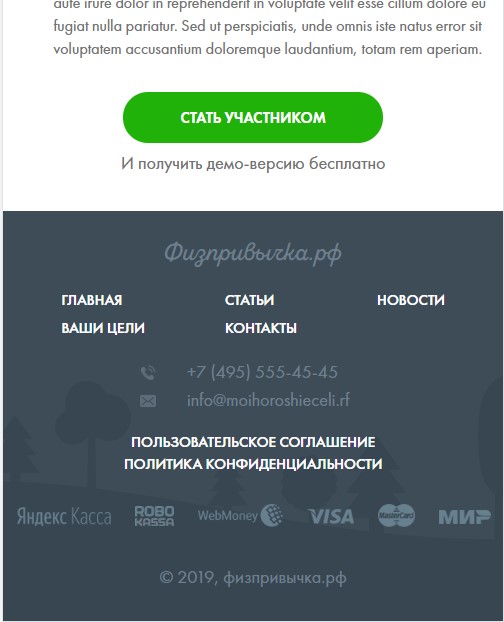 aute irure dolor in reprehenderit in voluptate velit esse cillum dolore eu
fugiat nulla pariatur. Sed ut perspiciatis, unde omnis iste natus error sit
voluptatem accusantium doloremque laudantium, totam rem aperiam.
СТАТЬ УЧАСТНИКОМ
И получить демо-версию бесплатно
Физпривычка.рф
ГЛАВНАЯ СТАТЬИ НОВОСТИ
ВАШИ ЦЕЛИ КОНТАКТЫ
+7 (495) 555-45-45
info@moihoroshieceli.rf
ПОЛЬЗОВАТЕЛЬСКОЕ СОГЛАШЕНИЕ
ПОЛИТИКА КОНФИДЕНЦИАЛЬНОСТИ
Яндекс Касса ROBO KASSA WebMoney VISA MasterCard МИР
© 2019, физпривычка.рф